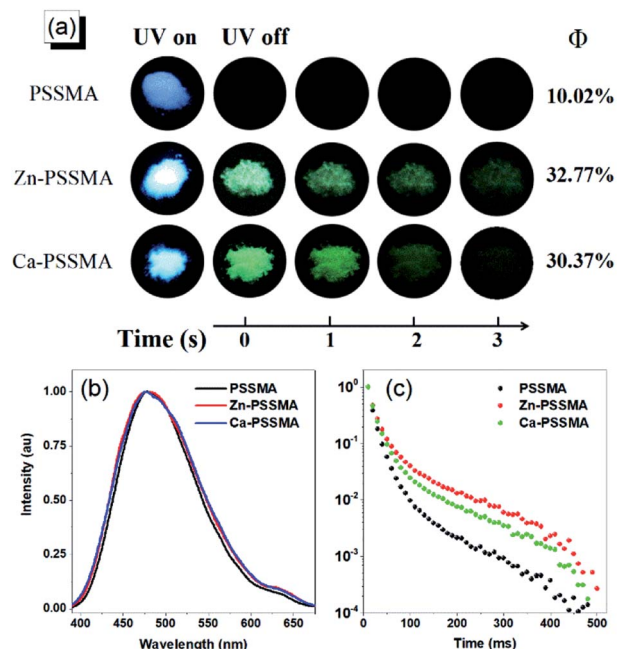 (a) UV on UV off Φ
PSSMA 10.02%
Zn-PSSMA 32.77%
Ca-PSSMA 30.37%
Time (s) 0 1 2 3
(b)
PSSMA
Zn-PSSMA
Ca-PSSMA
Intensity (au)
1.00
0.75
0.50
0.25
0.00
400 450 500 550 600 650
Wavelength (nm)
(c)
PSSMA
Zn-PSSMA
Ca-PSSMA
10⁰
10⁻¹
10⁻²
10⁻³
10⁻⁴
0 100 200 300 400 500
Time (ms)